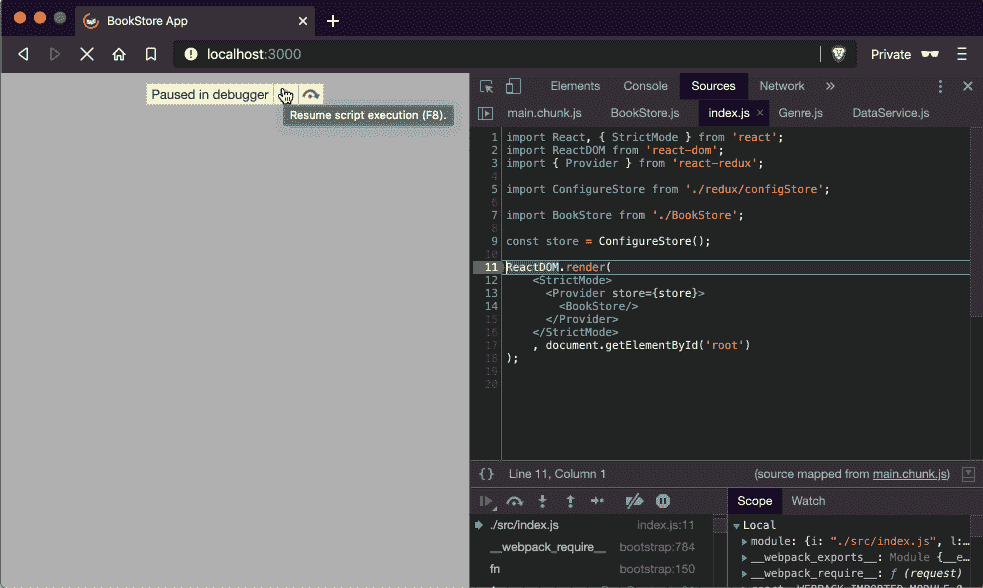 BookStore App
localhost:3000
Private
Paused in debugger
Resume script execution (F8).
Elements Console Sources Network »
main.chunk.js BookStore.js index.js × Genre.js DataService.js
1 import React, { StrictMode } from 'react';
2 import ReactDOM from 'react-dom';
3 import { Provider } from 'react-redux';
4
5 import ConfigureStore from './redux/configStore';
6
7 import BookStore from './BookStore';
8
9 const store = ConfigureStore();
10
11 ReactDOM.render(
12 <StrictMode>
13 <Provider store={store}>
14 <BookStore/>
15 </Provider>
16 </StrictMode>
17 , document.getElementById('root')
18 );
19
20
{} Line 11, Column 1 (source mapped from main.chunk.js)
Scope Watch
./src/index.js index.js:11
__webpack_require__ bootstrap:784
fn bootstrap:150
Local
module: {i: "./src/index.js", l:…
__webpack_exports__: Module {__e…
__webpack_require__: ƒ (request)